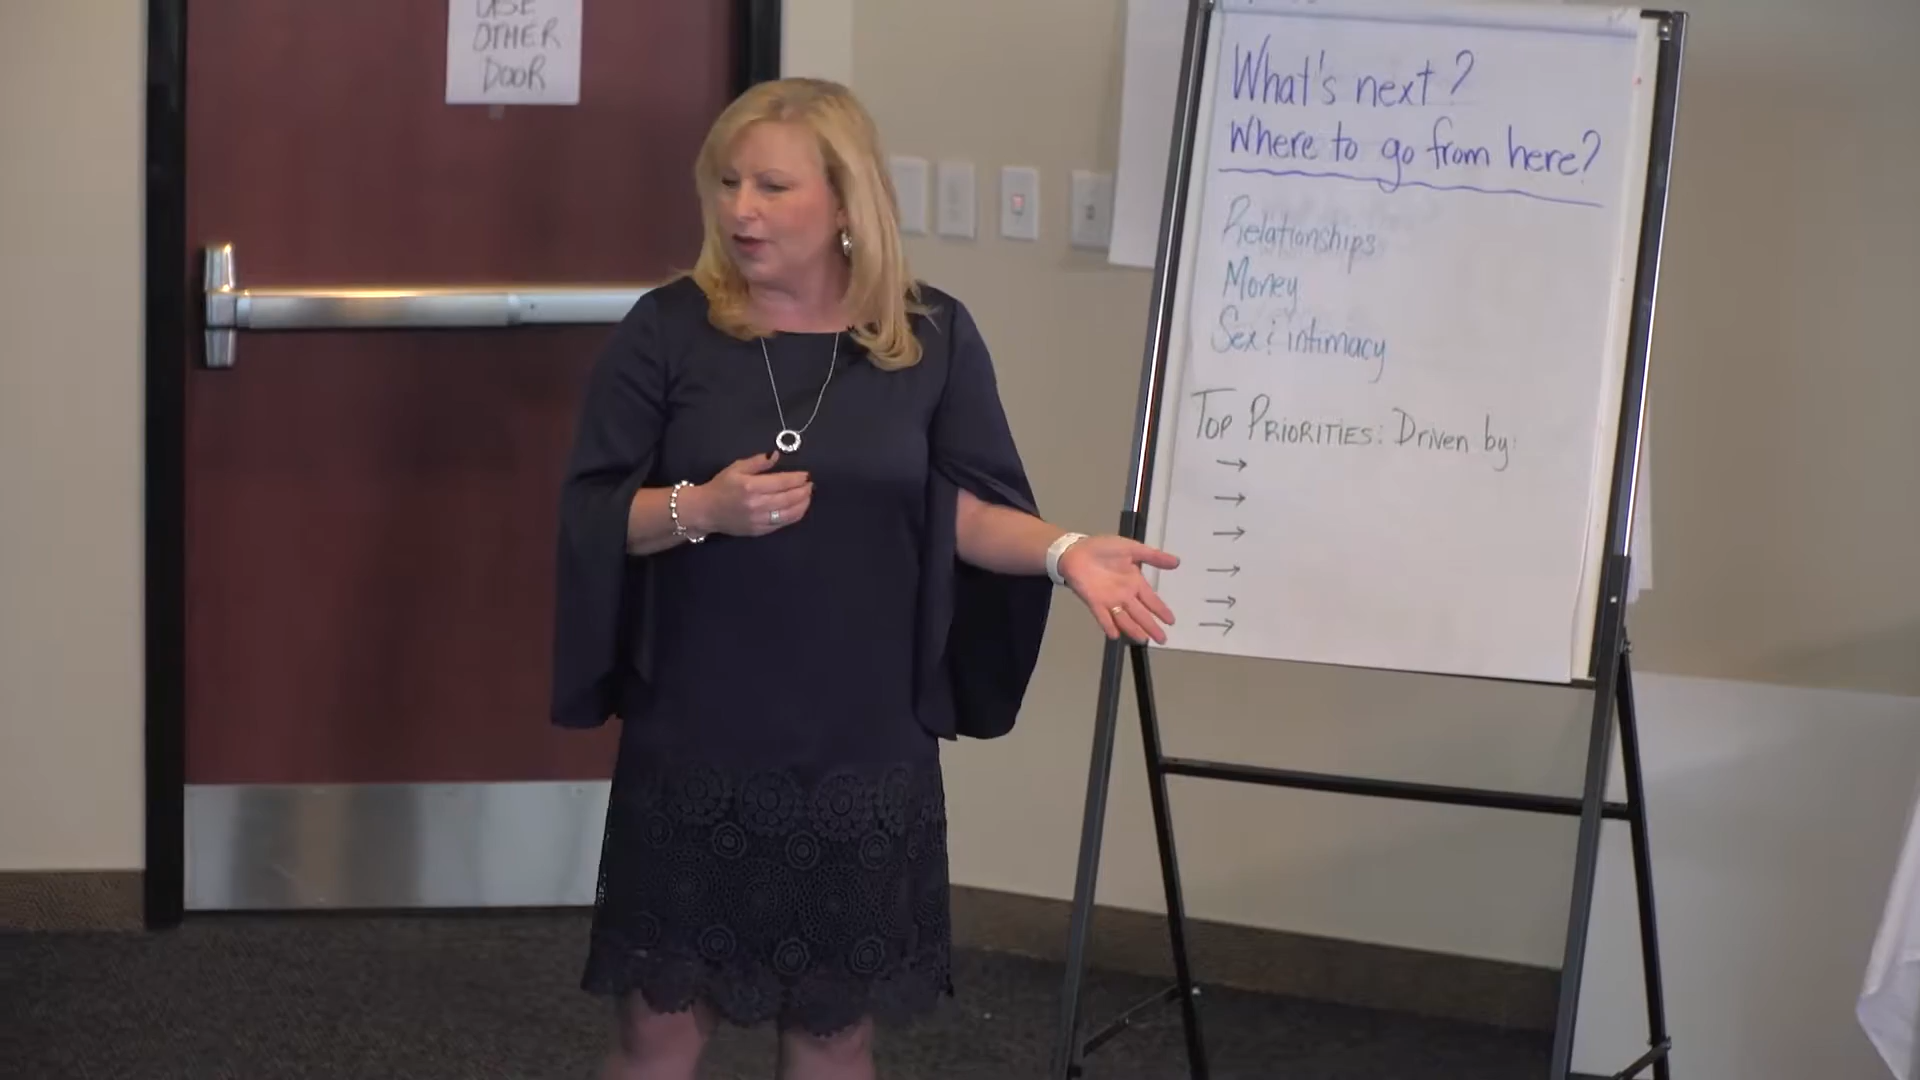 USE
OTHER
DOOR
What's next?
Where to go from here?
Relationships
Money
Sex & intimacy
TOP PRIORITIES: Driven by:
→
→
→
→
→
→